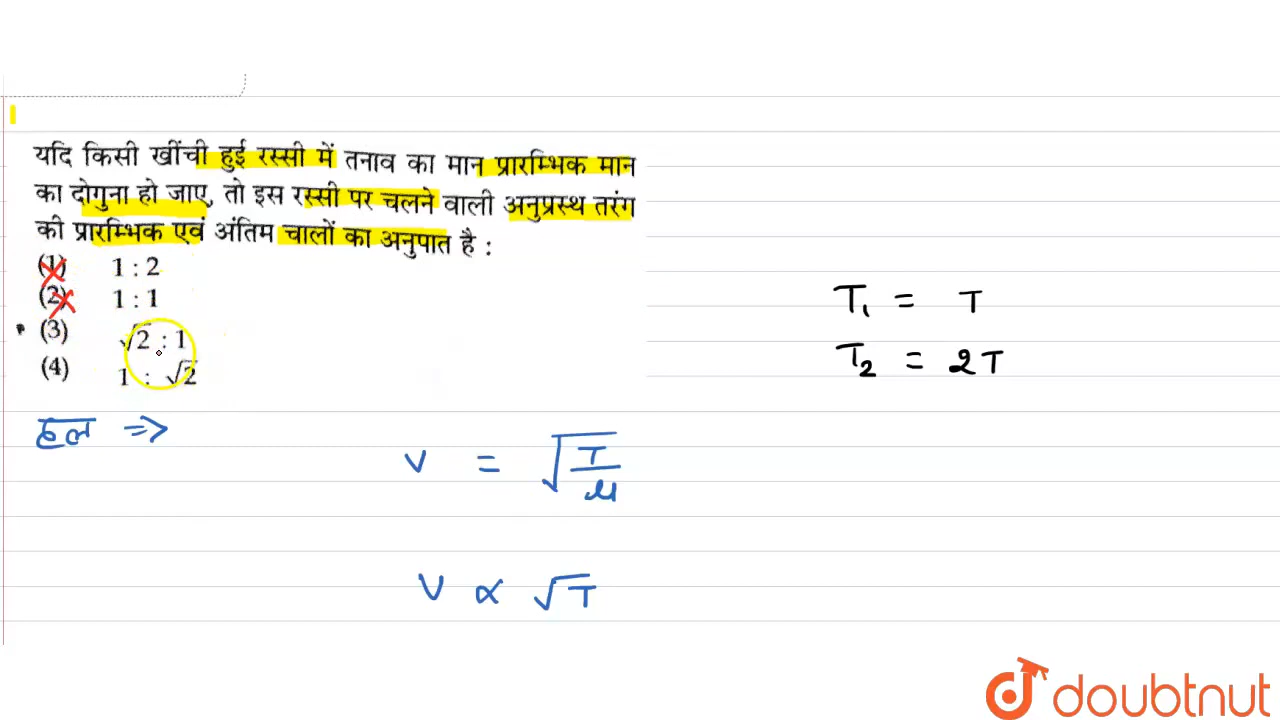 यदि किसी खींची हुई रस्सी में तनाव का मान प्रारम्भिक मान
का दोगुना हो जाए, तो इस रस्सी पर चलने वाली अनुप्रस्थ तरंग
की प्रारम्भिक एवं अंतिम चालों का अनुपात है :
(1) 1 : 2
(2) 1 : 1
(3) √2 : 1
(4) 1 : √2
T₁ = T
T₂ = 2T
हल ⇒
v = √(T/μ)
v ∝ √T
doubtnut